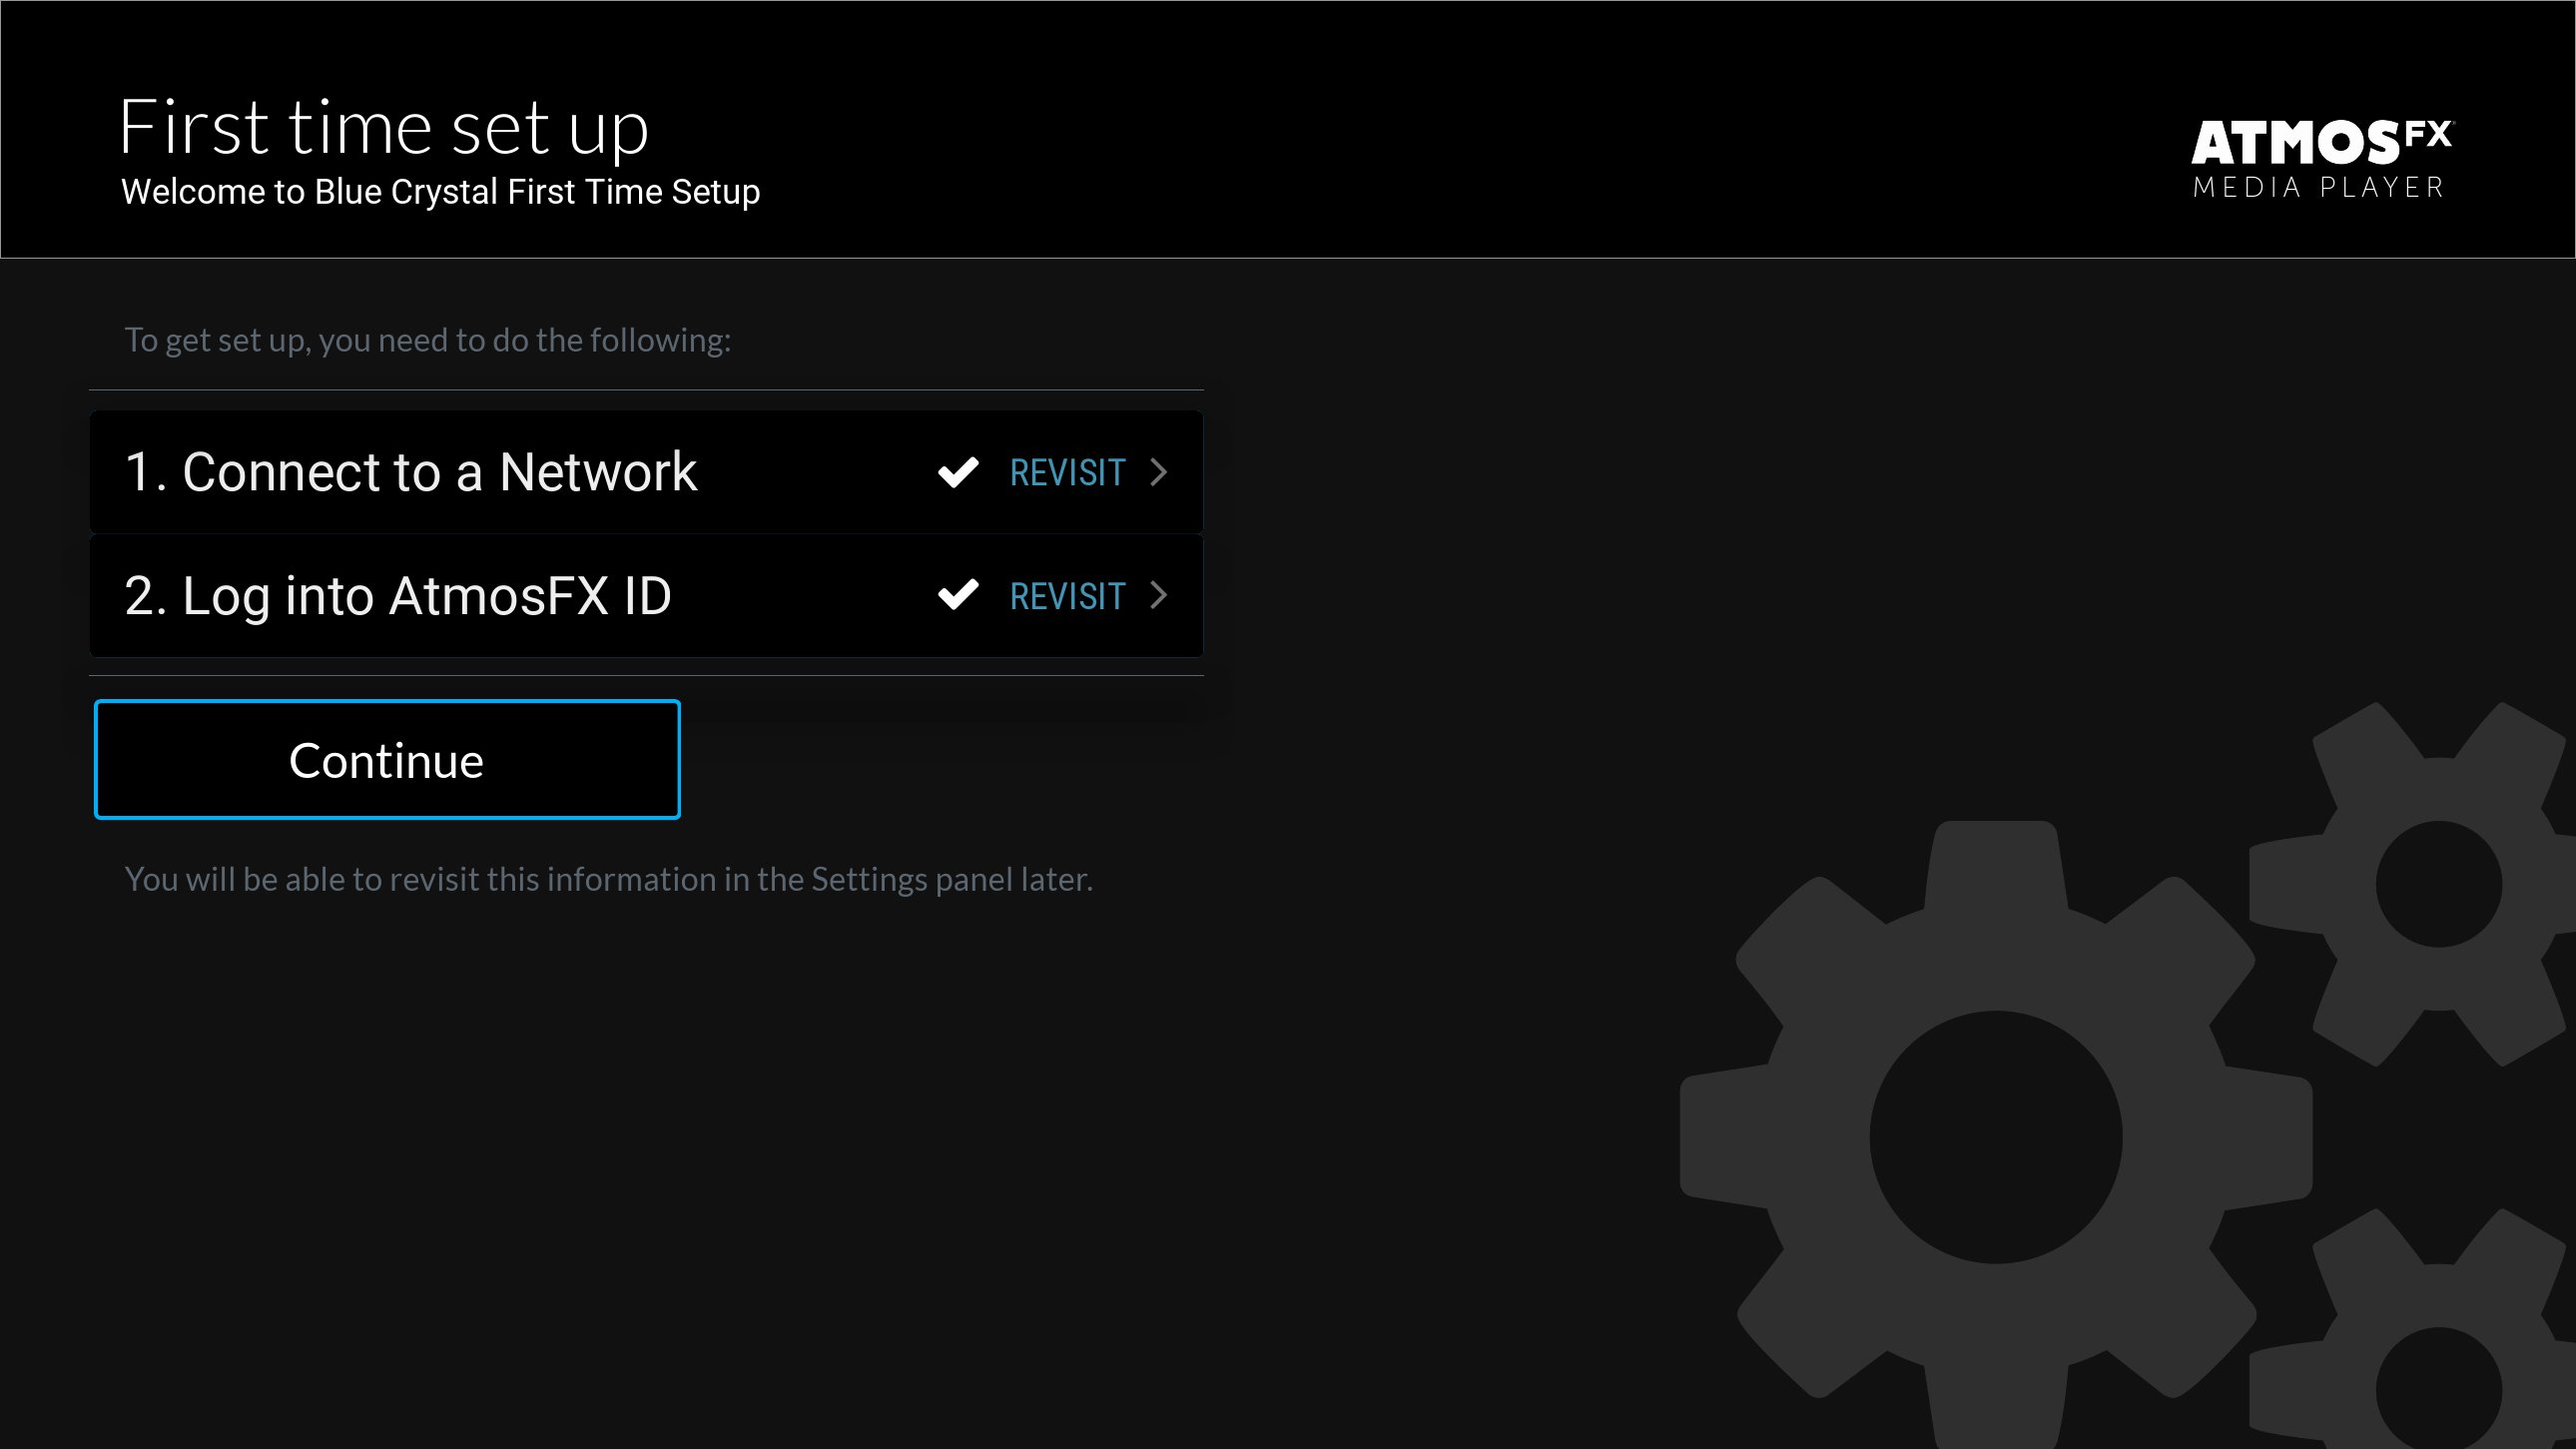 First time set up
Welcome to Blue Crystal First Time Setup
ATMOSFX
MEDIA PLAYER
To get set up, you need to do the following:
1. Connect to a Network REVISIT
2. Log into AtmosFX ID REVISIT
Continue
You will be able to revisit this information in the Settings panel later.